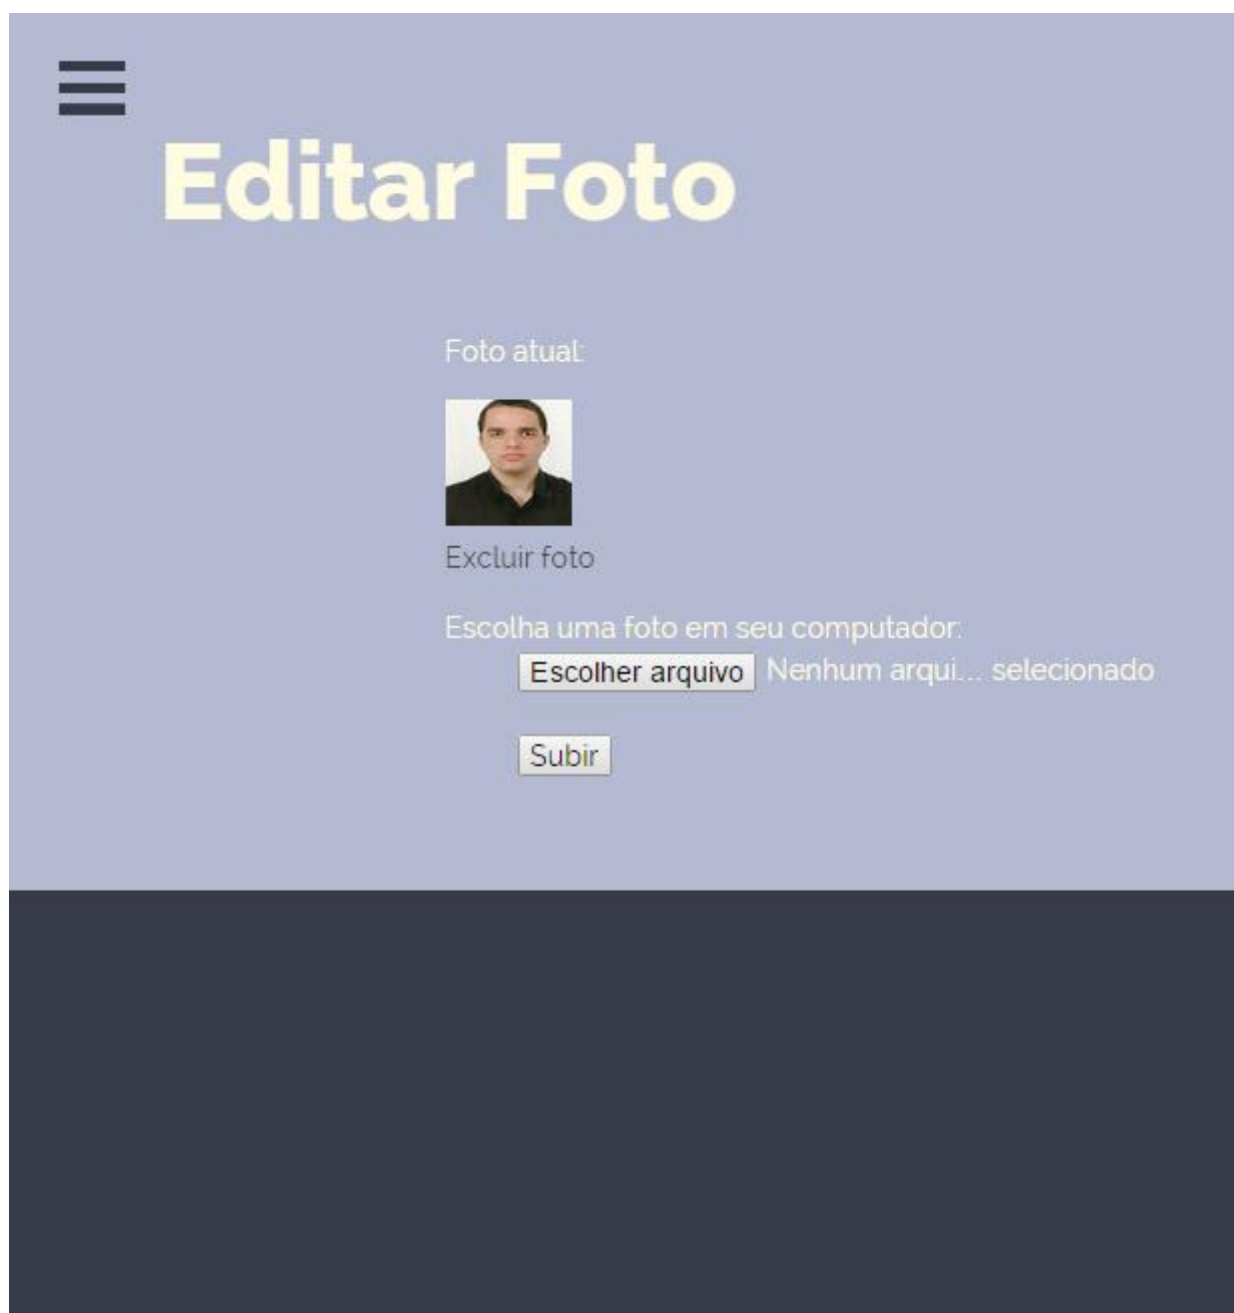 Editar Foto
Foto atual:
Excluir foto
Escolha uma foto em seu computador:
Escolher arquivo Nenhum arqui... selecionado
Subir